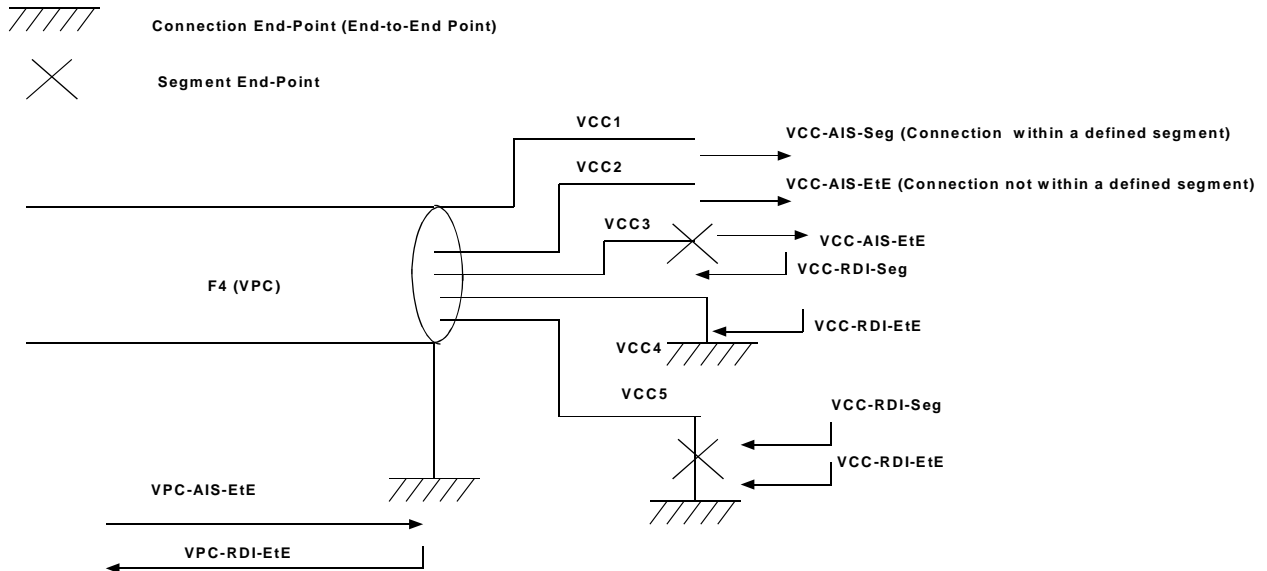 Connection End-Point (End-to-End Point)
Segment End-Point
VCC1
VCC-AIS-Seg (Connection within a defined segment)
VCC2
VCC-AIS-EtE (Connection not within a defined segment)
VCC3
VCC-AIS-EtE
VCC-RDI-Seg
F4 (VPC)
VCC-RDI-EtE
VCC4
VCC5
VCC-RDI-Seg
VCC-RDI-EtE
VPC-AIS-EtE
VPC-RDI-EtE